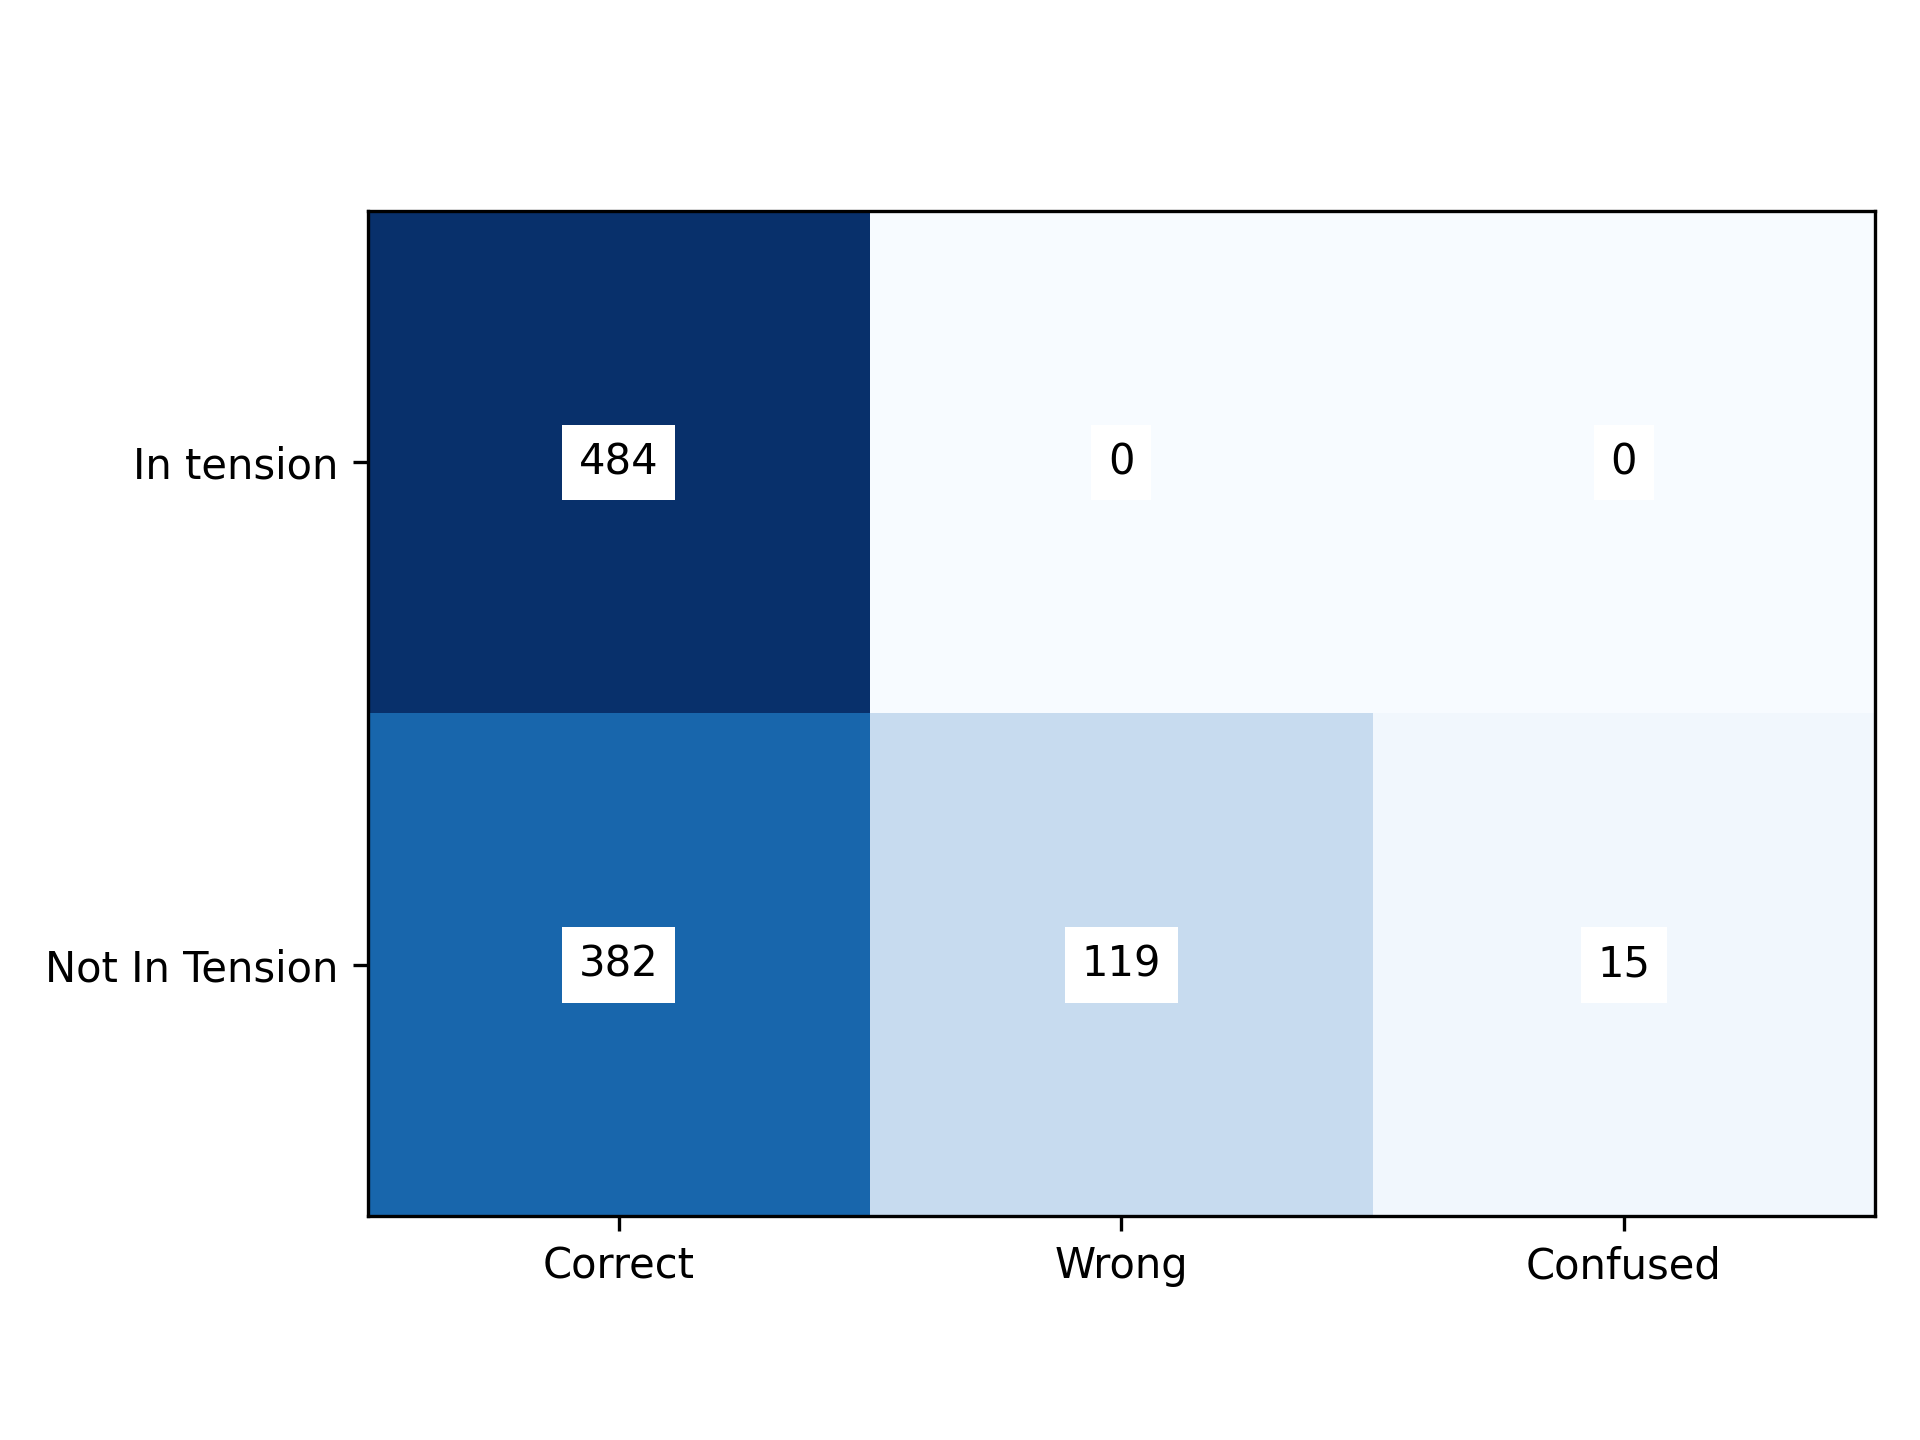 In tension
484
0
0
Not In Tension
382
119
15
Correct
Wrong
Confused